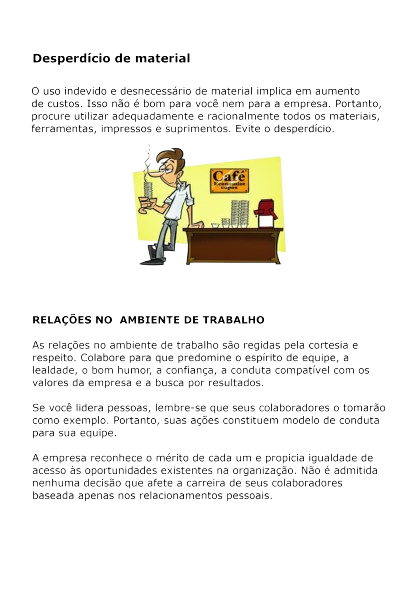 Desperdício de material
O uso indevido e desnecessário de material implica em aumento
de custos. Isso não é bom para você nem para a empresa. Portanto,
procure utilizar adequadamente e racionalmente todos os materiais,
ferramentas, impressos e suprimentos. Evite o desperdício.
Café
Economize
copos
RELAÇÕES NO AMBIENTE DE TRABALHO
As relações no ambiente de trabalho são regidas pela cortesia e
respeito. Colabore para que predomine o espírito de equipe, a
lealdade, o bom humor, a confiança, a conduta compatível com os
valores da empresa e a busca por resultados.
Se você lidera pessoas, lembre-se que seus colaboradores o tomarão
como exemplo. Portanto, suas ações constituem modelo de conduta
para sua equipe.
A empresa reconhece o mérito de cada um e propicia igualdade de
acesso às oportunidades existentes na organização. Não é admitida
nenhuma decisão que afete a carreira de seus colaboradores
baseada apenas nos relacionamentos pessoais.